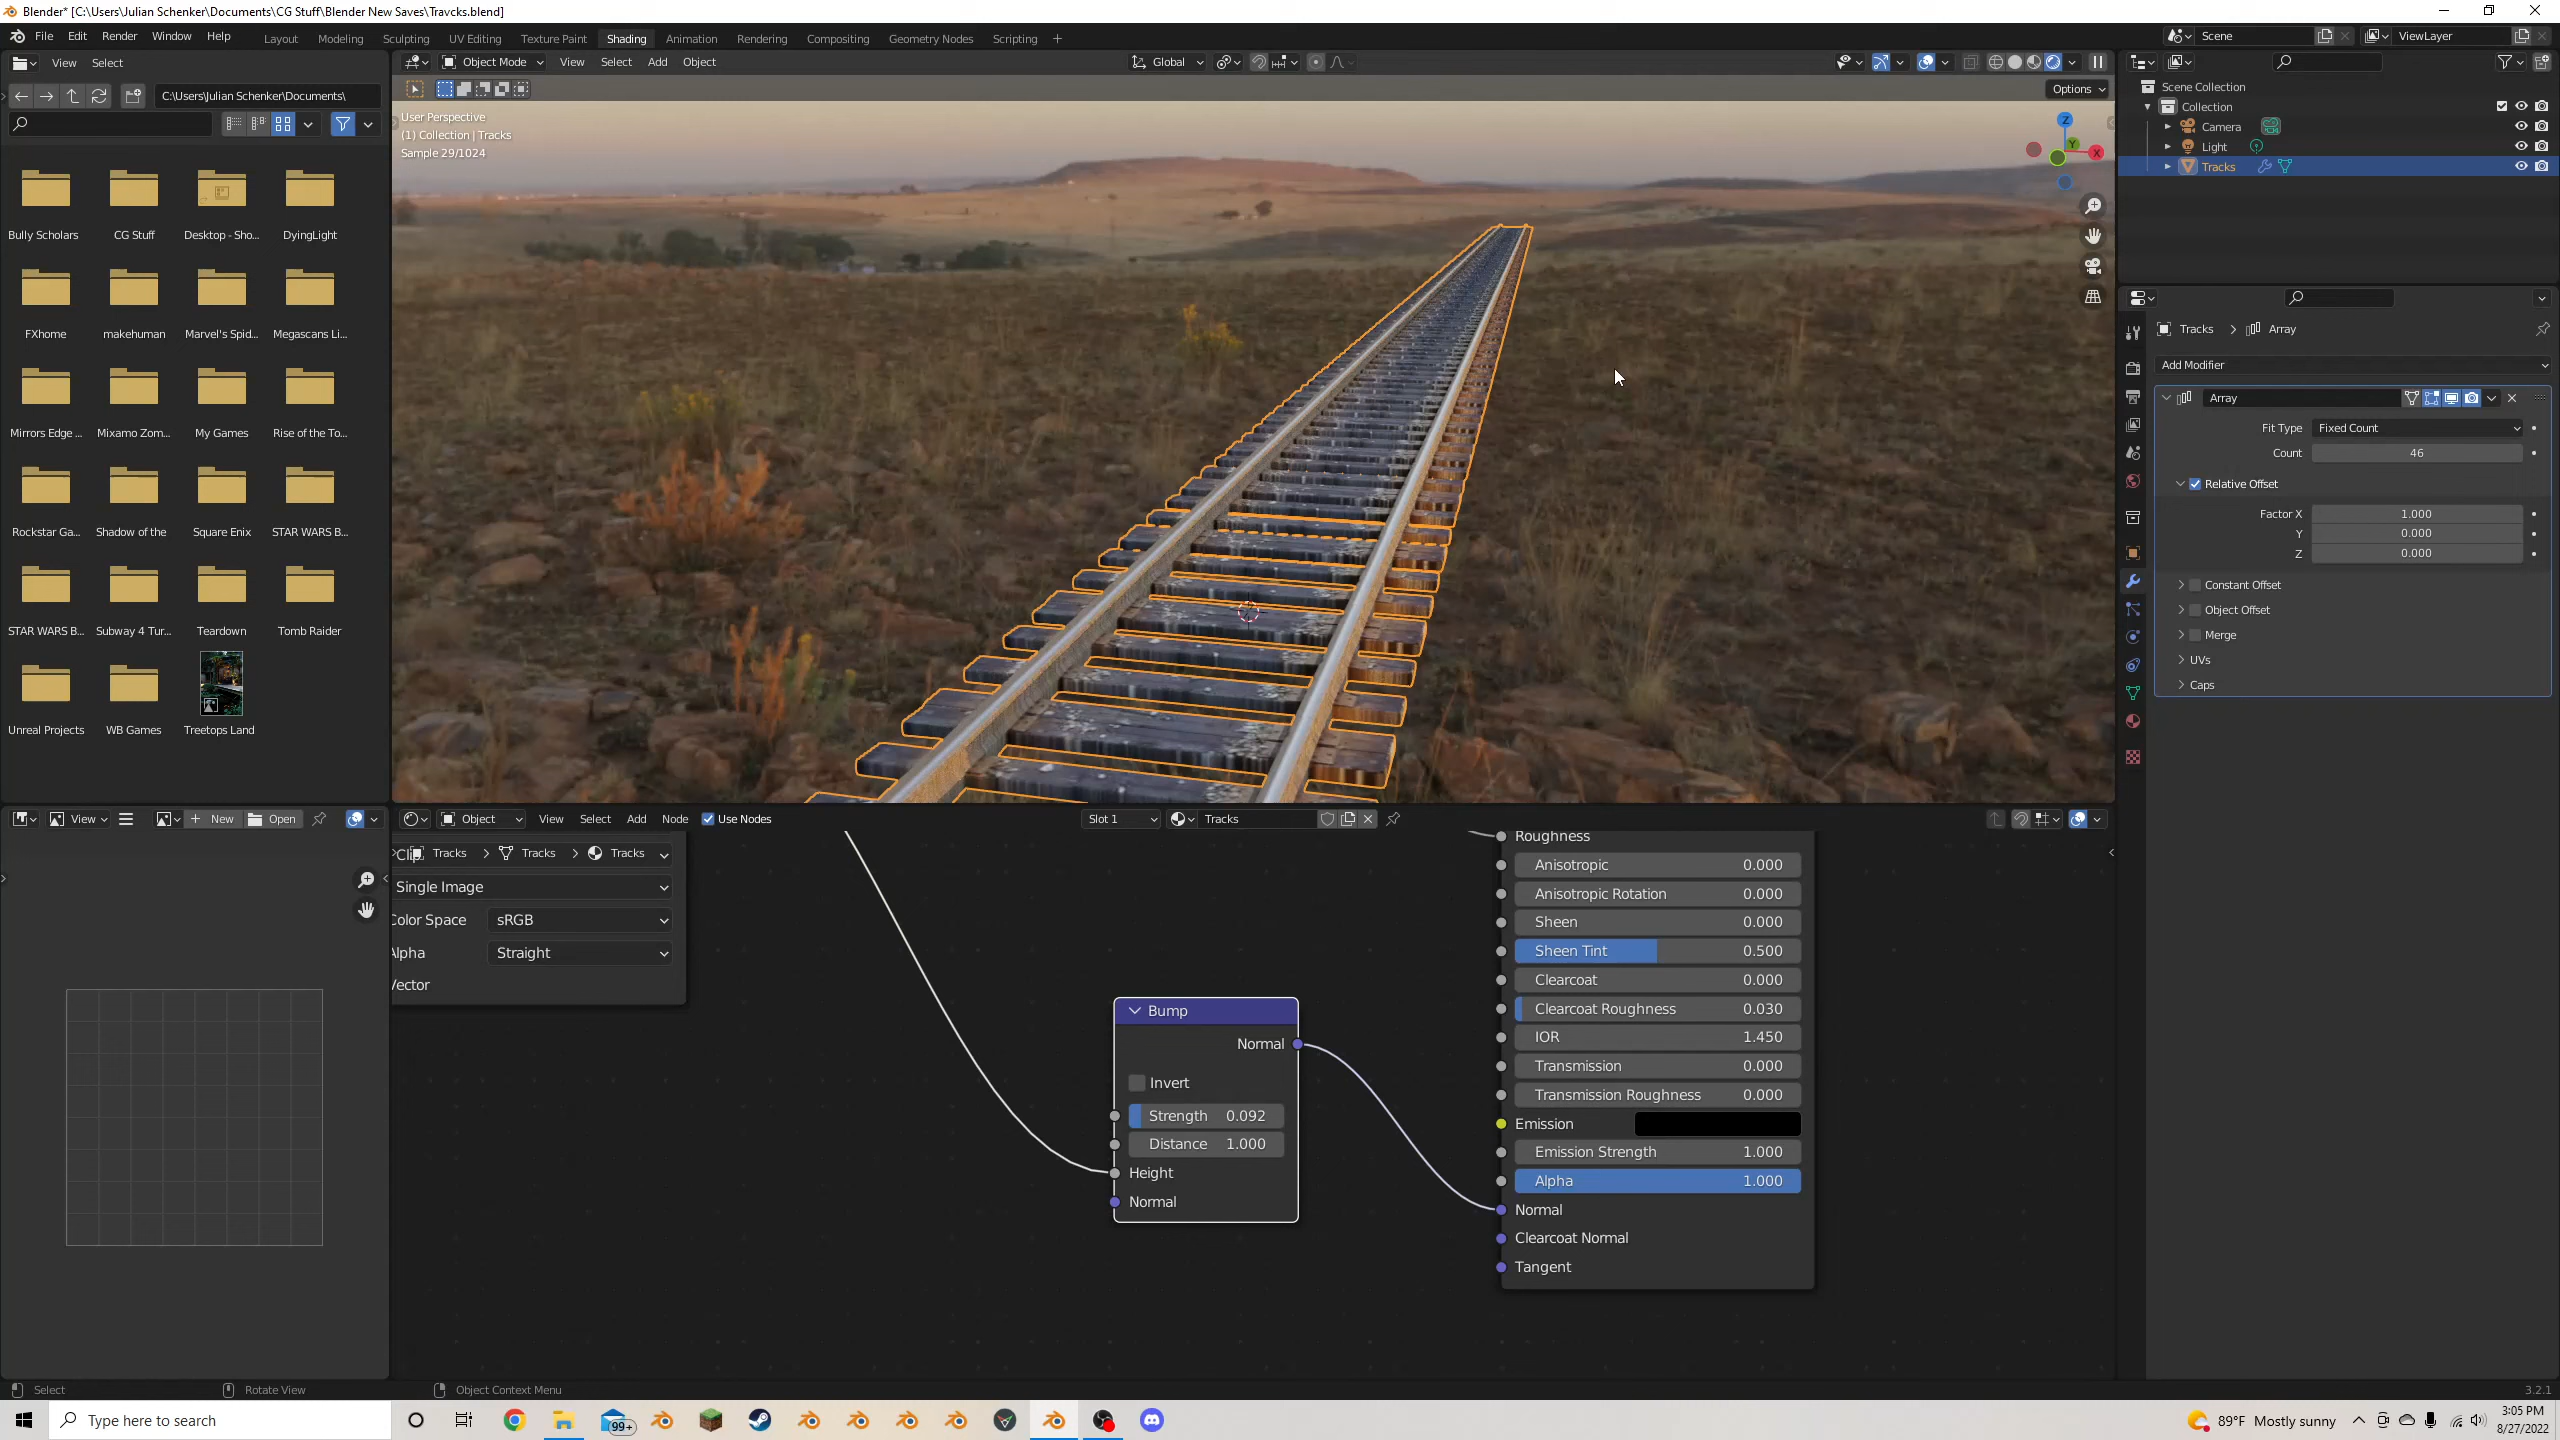 Blender* [C:\Users\Julian Schenker\Documents\CG Stuff\Blender New Saves\Travcks.blend]
File Edit Render Window Help
Layout Modeling Sculpting UV Editing Texture Paint Shading Animation Rendering Compositing Geometry Nodes Scripting
Scene
ViewLayer
View Select
Object Mode View Select Add Object
Global
C:\Users\Julian Schenker\Documents\
Options
User Perspective
(1) Collection | Tracks
Sample 29/1024
Z
Y
X
Scene Collection
Collection
Camera
Light
Tracks
Bully Scholars CG Stuff Desktop - Sho... DyingLight
FXhome makehuman Marvel's Spid... Megascans Li...
Mirrors Edge ... Mixamo Zom... My Games Rise of the To...
Rockstar Ga... Shadow of the Square Enix STAR WARS B...
STAR WARS B... Subway 4 Tur... Teardown Tomb Raider
Unreal Projects WB Games Treetops Land
Tracks > Array
Add Modifier
Array
Fit Type Fixed Count
Count 46
Relative Offset
Factor X 1.000
Y 0.000
Z 0.000
Constant Offset
Object Offset
Merge
UVs
Caps
View New Open
Object View Select Add Node Use Nodes
Slot 1
Tracks
Clip
Tracks > Tracks > Tracks
Single Image
Color Space sRGB
Alpha Straight
Vector
Bump
Normal
Invert
Strength 0.092
Distance 1.000
Height
Normal
Roughness
Anisotropic 0.000
Anisotropic Rotation 0.000
Sheen 0.000
Sheen Tint 0.500
Clearcoat 0.000
Clearcoat Roughness 0.030
IOR 1.450
Transmission 0.000
Transmission Roughness 0.000
Emission
Emission Strength 1.000
Alpha 1.000
Normal
Clearcoat Normal
Tangent
Select
Rotate View
Object Context Menu
3.2.1
Type here to search
99+
89°F Mostly sunny
3:05 PM
8/27/2022